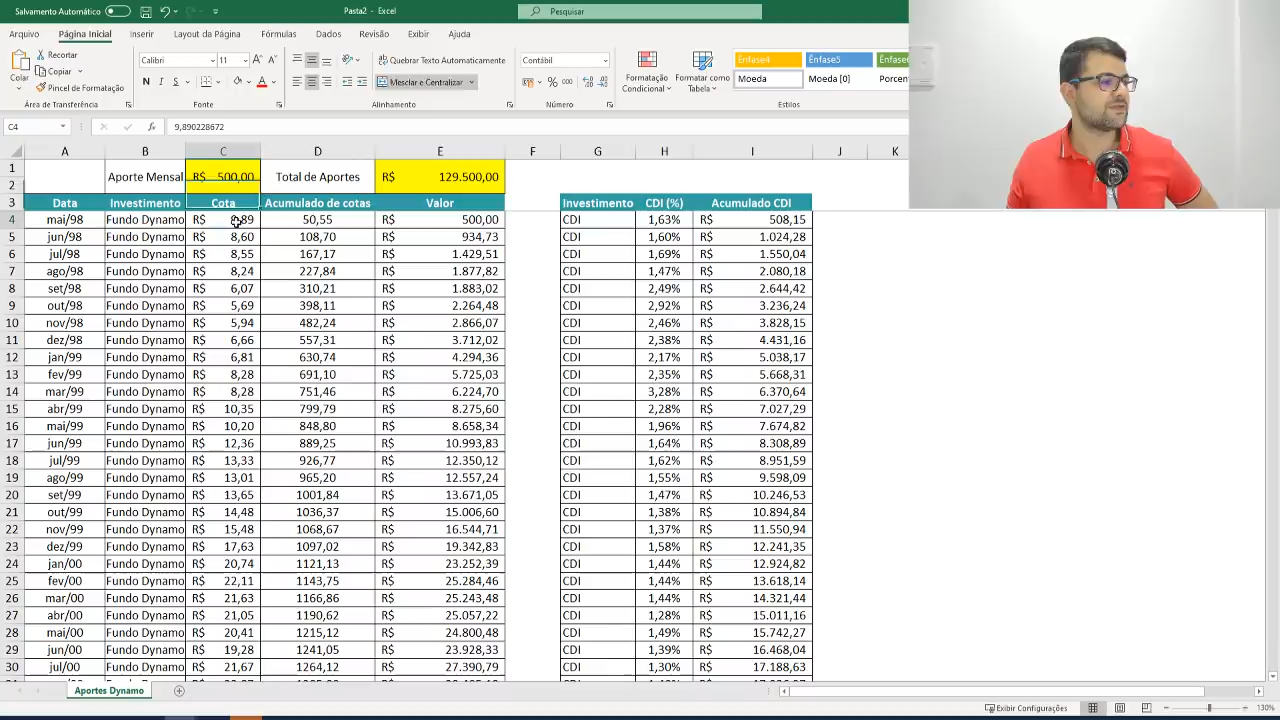 Salvamento Automático Pasta2 - Excel Pesquisar
Arquivo Página Inicial Inserir Layout da Página Fórmulas Dados Revisão Exibir Ajuda
Recortar
Copiar
Pincel de Formatação
Colar
Área de Transferência
Calibri
N I S
Fonte
Quebrar Texto Automaticamente
Mesclar e Centralizar
Alinhamento
Contábil
% 000
Número
Formatação Condicional
Formatar como Tabela
Ênfase4 Ênfase5
Moeda Moeda [0]
Estilos
C4 fx 9,890228672
A B C D E F G H I J K
1 Aporte Mensal R$ 500,00 Total de Aportes R$ 129.500,00
2
3 Data Investimento Cota Acumulado de cotas Valor Investimento CDI (%) Acumulado CDI
4 mai/98 Fundo Dynamo R$ 89 50,55 R$ 500,00 CDI 1,63% R$ 508,15
5 jun/98 Fundo Dynamo R$ 8,60 108,70 R$ 934,73 CDI 1,60% R$ 1.024,28
6 jul/98 Fundo Dynamo R$ 8,55 167,17 R$ 1.429,51 CDI 1,69% R$ 1.550,04
7 ago/98 Fundo Dynamo R$ 8,24 227,84 R$ 1.877,82 CDI 1,47% R$ 2.080,18
8 set/98 Fundo Dynamo R$ 6,07 310,21 R$ 1.883,02 CDI 2,49% R$ 2.644,42
9 out/98 Fundo Dynamo R$ 5,69 398,11 R$ 2.264,48 CDI 2,92% R$ 3.236,24
10 nov/98 Fundo Dynamo R$ 5,94 482,24 R$ 2.866,07 CDI 2,46% R$ 3.828,15
11 dez/98 Fundo Dynamo R$ 6,66 557,31 R$ 3.712,02 CDI 2,38% R$ 4.431,16
12 jan/99 Fundo Dynamo R$ 6,81 630,74 R$ 4.294,36 CDI 2,17% R$ 5.038,17
13 fev/99 Fundo Dynamo R$ 8,28 691,10 R$ 5.725,03 CDI 2,35% R$ 5.668,31
14 mar/99 Fundo Dynamo R$ 8,28 751,46 R$ 6.224,70 CDI 3,28% R$ 6.370,64
15 abr/99 Fundo Dynamo R$ 10,35 799,79 R$ 8.275,60 CDI 2,28% R$ 7.027,29
16 mai/99 Fundo Dynamo R$ 10,20 848,80 R$ 8.658,34 CDI 1,96% R$ 7.674,82
17 jun/99 Fundo Dynamo R$ 12,36 889,25 R$ 10.993,83 CDI 1,64% R$ 8.308,89
18 jul/99 Fundo Dynamo R$ 13,33 926,77 R$ 12.350,12 CDI 1,62% R$ 8.951,59
19 ago/99 Fundo Dynamo R$ 13,01 965,20 R$ 12.557,24 CDI 1,55% R$ 9.598,09
20 set/99 Fundo Dynamo R$ 13,65 1001,84 R$ 13.671,05 CDI 1,47% R$ 10.246,53
21 out/99 Fundo Dynamo R$ 14,48 1036,37 R$ 15.006,60 CDI 1,38% R$ 10.894,84
22 nov/99 Fundo Dynamo R$ 15,48 1068,67 R$ 16.544,71 CDI 1,37% R$ 11.550,94
23 dez/99 Fundo Dynamo R$ 17,63 1097,02 R$ 19.342,83 CDI 1,58% R$ 12.241,35
24 jan/00 Fundo Dynamo R$ 20,74 1121,13 R$ 23.252,39 CDI 1,44% R$ 12.924,82
25 fev/00 Fundo Dynamo R$ 22,11 1143,75 R$ 25.284,46 CDI 1,44% R$ 13.618,14
26 mar/00 Fundo Dynamo R$ 21,63 1166,86 R$ 25.243,48 CDI 1,44% R$ 14.321,44
27 abr/00 Fundo Dynamo R$ 21,05 1190,62 R$ 25.057,22 CDI 1,28% R$ 15.011,16
28 mai/00 Fundo Dynamo R$ 20,41 1215,12 R$ 24.800,48 CDI 1,49% R$ 15.742,27
29 jun/00 Fundo Dynamo R$ 19,28 1241,05 R$ 23.928,33 CDI 1,39% R$ 16.468,04
30 jul/00 Fundo Dynamo R$ 21,67 1264,12 R$ 27.390,79 CDI 1,30% R$ 17.188,63
Aportes Dynamo
Exibir Configurações 130%